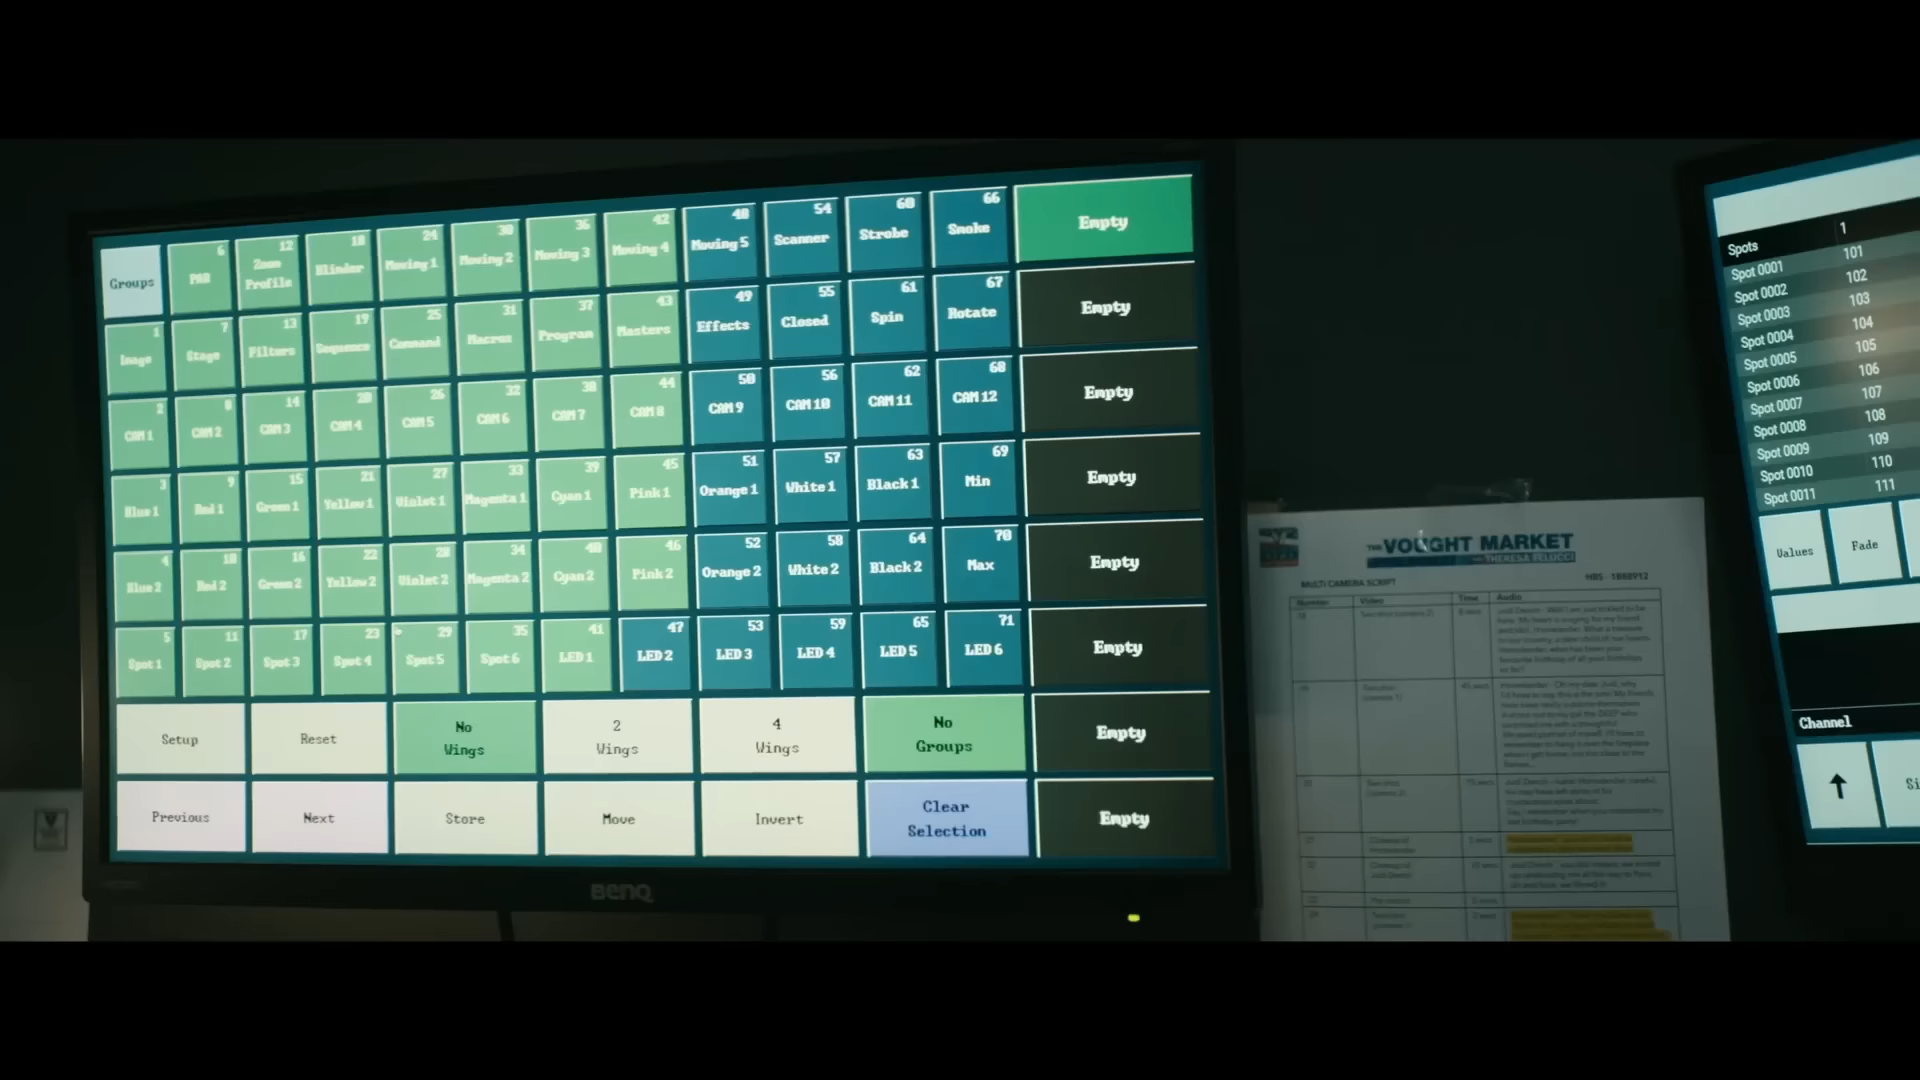 Groups
6 PAR
12 Zoom Profile
18 Blinder
24 Moving 1
30 Moving 2
36 Moving 3
42 Moving 4
48 Moving 5
54 Scanner
60 Strobe
66 Smoke
Empty
1 Image
7 Stage
13 Filters
19 Sequence
25 Command
31 Macros
37 Program
43 Masters
49 Effects
55 Closed
61 Spin
67 Rotate
Empty
2 CAM 1
8 CAM 2
14 CAM 3
20 CAM 4
26 CAM 5
32 CAM 6
38 CAM 7
44 CAM 8
50 CAM 9
56 CAM 10
62 CAM 11
68 CAM 12
Empty
3 Blue 1
9 Red 1
15 Green 1
21 Yellow 1
27 Violet 1
33 Magenta 1
39 Cyan 1
45 Pink 1
51 Orange 1
57 White 1
63 Black 1
69 Min
Empty
4 Blue 2
10 Red 2
16 Green 2
22 Yellow 2
28 Violet 2
34 Magenta 2
40 Cyan 2
46 Pink 2
52 Orange 2
58 White 2
64 Black 2
70 Max
Empty
5 Spot 1
11 Spot 2
17 Spot 3
23 Spot 4
29 Spot 5
35 Spot 6
41 LED 1
47 LED 2
53 LED 3
59 LED 4
65 LED 5
71 LED 6
Empty
Setup
Reset
No Wings
2 Wings
4 Wings
No Groups
Empty
Previous
Next
Store
Move
Invert
Clear Selection
Empty
BenQ
THE VOUGHT MARKET
THERESA FELUCCI
MULTI CAMERA SCRIPT
Number Video Time Audio
Spots 1
Spot 0001 101
Spot 0002 102
Spot 0003 103
Spot 0004 104
Spot 0005 105
Spot 0006 106
Spot 0007 107
Spot 0008 108
Spot 0009 109
Spot 0010 110
Spot 0011 111
Values
Fade
Channel
↑